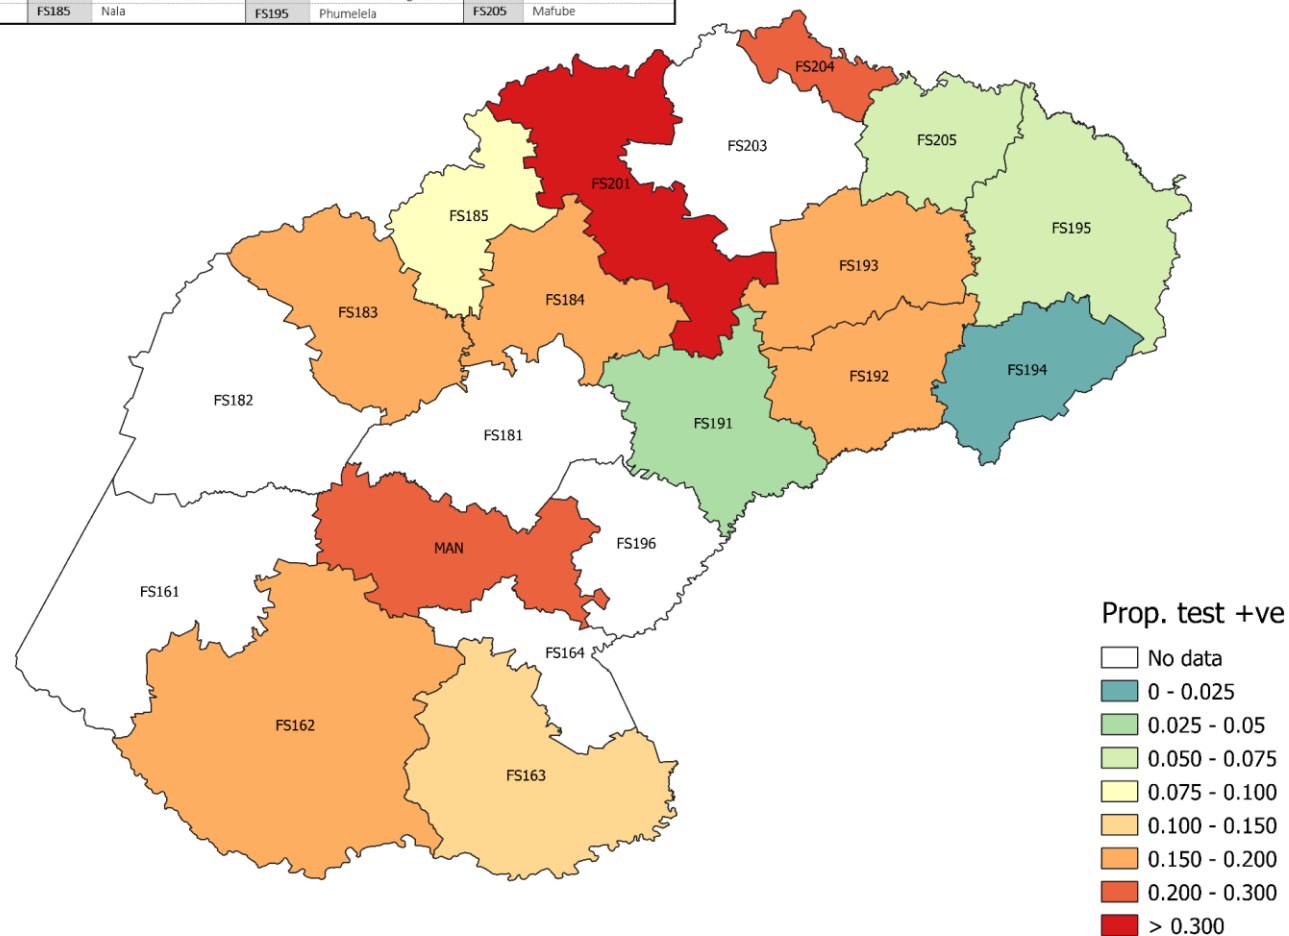 FS185 Nala FS195 Phumelela FS205 Mafube
FS204
FS203
FS205
FS201
FS185
FS195
FS193
FS184
FS183
FS194
FS192
FS182
FS191
FS181
FS196
MAN
FS161
FS164
FS162
FS163
Prop. test +ve
No data
0 - 0.025
0.025 - 0.05
0.050 - 0.075
0.075 - 0.100
0.100 - 0.150
0.150 - 0.200
0.200 - 0.300
> 0.300